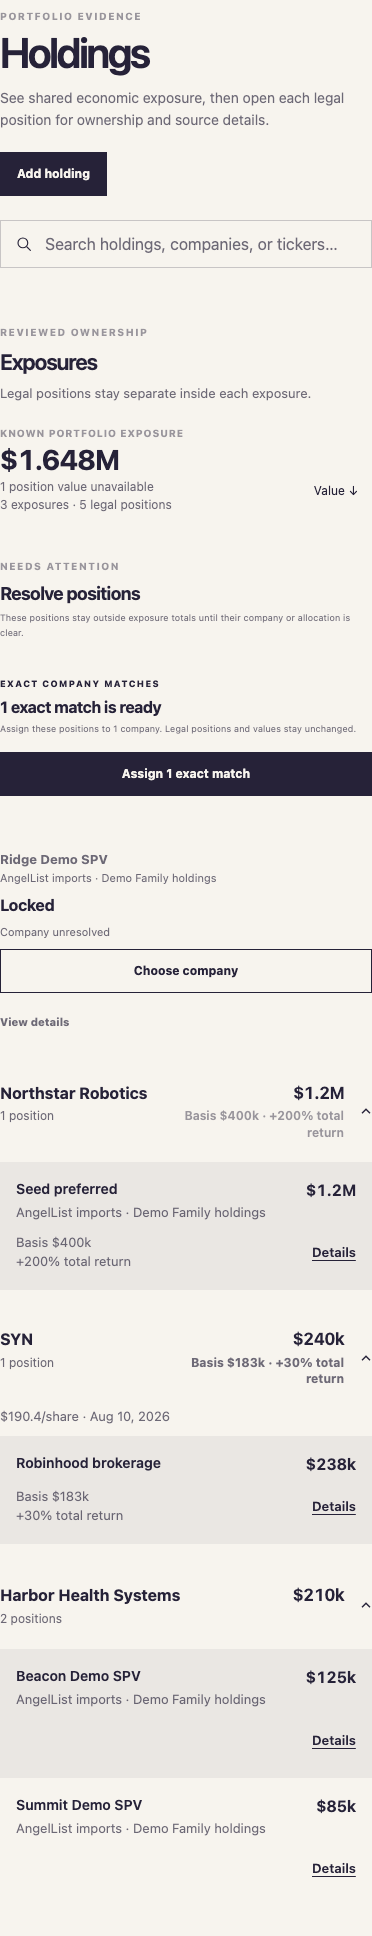 PORTFOLIO EVIDENCE
Holdings
See shared economic exposure, then open each legal
position for ownership and source details.
Add holding
Search holdings, companies, or tickers...
REVIEWED OWNERSHIP
Exposures
Legal positions stay separate inside each exposure.
KNOWN PORTFOLIO EXPOSURE
$1.648M
1 position value unavailable
3 exposures · 5 legal positions
Value ↓
NEEDS ATTENTION
Resolve positions
These positions stay outside exposure totals until their company or allocation is
clear.
EXACT COMPANY MATCHES
1 exact match is ready
Assign these positions to 1 company. Legal positions and values stay unchanged.
Assign 1 exact match
Ridge Demo SPV
AngelList imports · Demo Family holdings
Locked
Company unresolved
Choose company
View details
Northstar Robotics
$1.2M
1 position
Basis $400k · +200% total
return
Seed preferred
$1.2M
AngelList imports · Demo Family holdings
Basis $400k
+200% total return
Details
SYN
$240k
1 position
Basis $183k · +30% total
return
$190.4/share · Aug 10, 2026
Robinhood brokerage
$238k
Basis $183k
+30% total return
Details
Harbor Health Systems
$210k
2 positions
Beacon Demo SPV
$125k
AngelList imports · Demo Family holdings
Details
Summit Demo SPV
$85k
AngelList imports · Demo Family holdings
Details